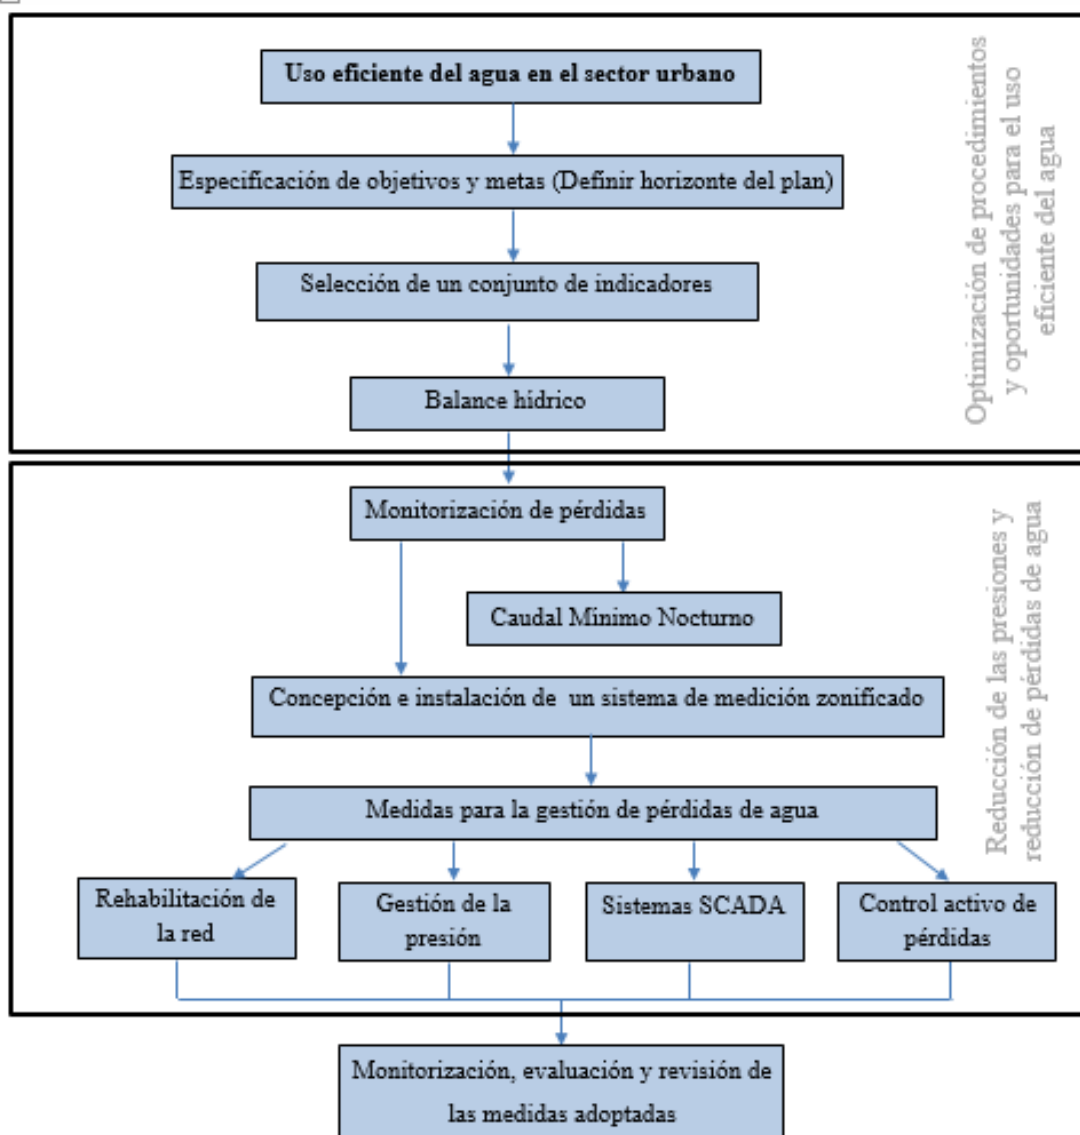 Uso eficiente del agua en el sector urbano
Especificación de objetivos y metas (Definir horizonte del plan)
Selección de un conjunto de indicadores
Balance hídrico
Optimización de procedimientos
y oportunidades para el uso
eficiente del agua
Monitorización de pérdidas
Caudal Mínimo Nocturno
Concepción e instalación de un sistema de medición zonificado
Medidas para la gestión de pérdidas de agua
Rehabilitación de
la red
Gestión de la
presión
Sistemas SCADA
Control activo de
pérdidas
Reducción de las presiones y
reducción de pérdidas de agua
Monitorización, evaluación y revisión de
las medidas adoptadas